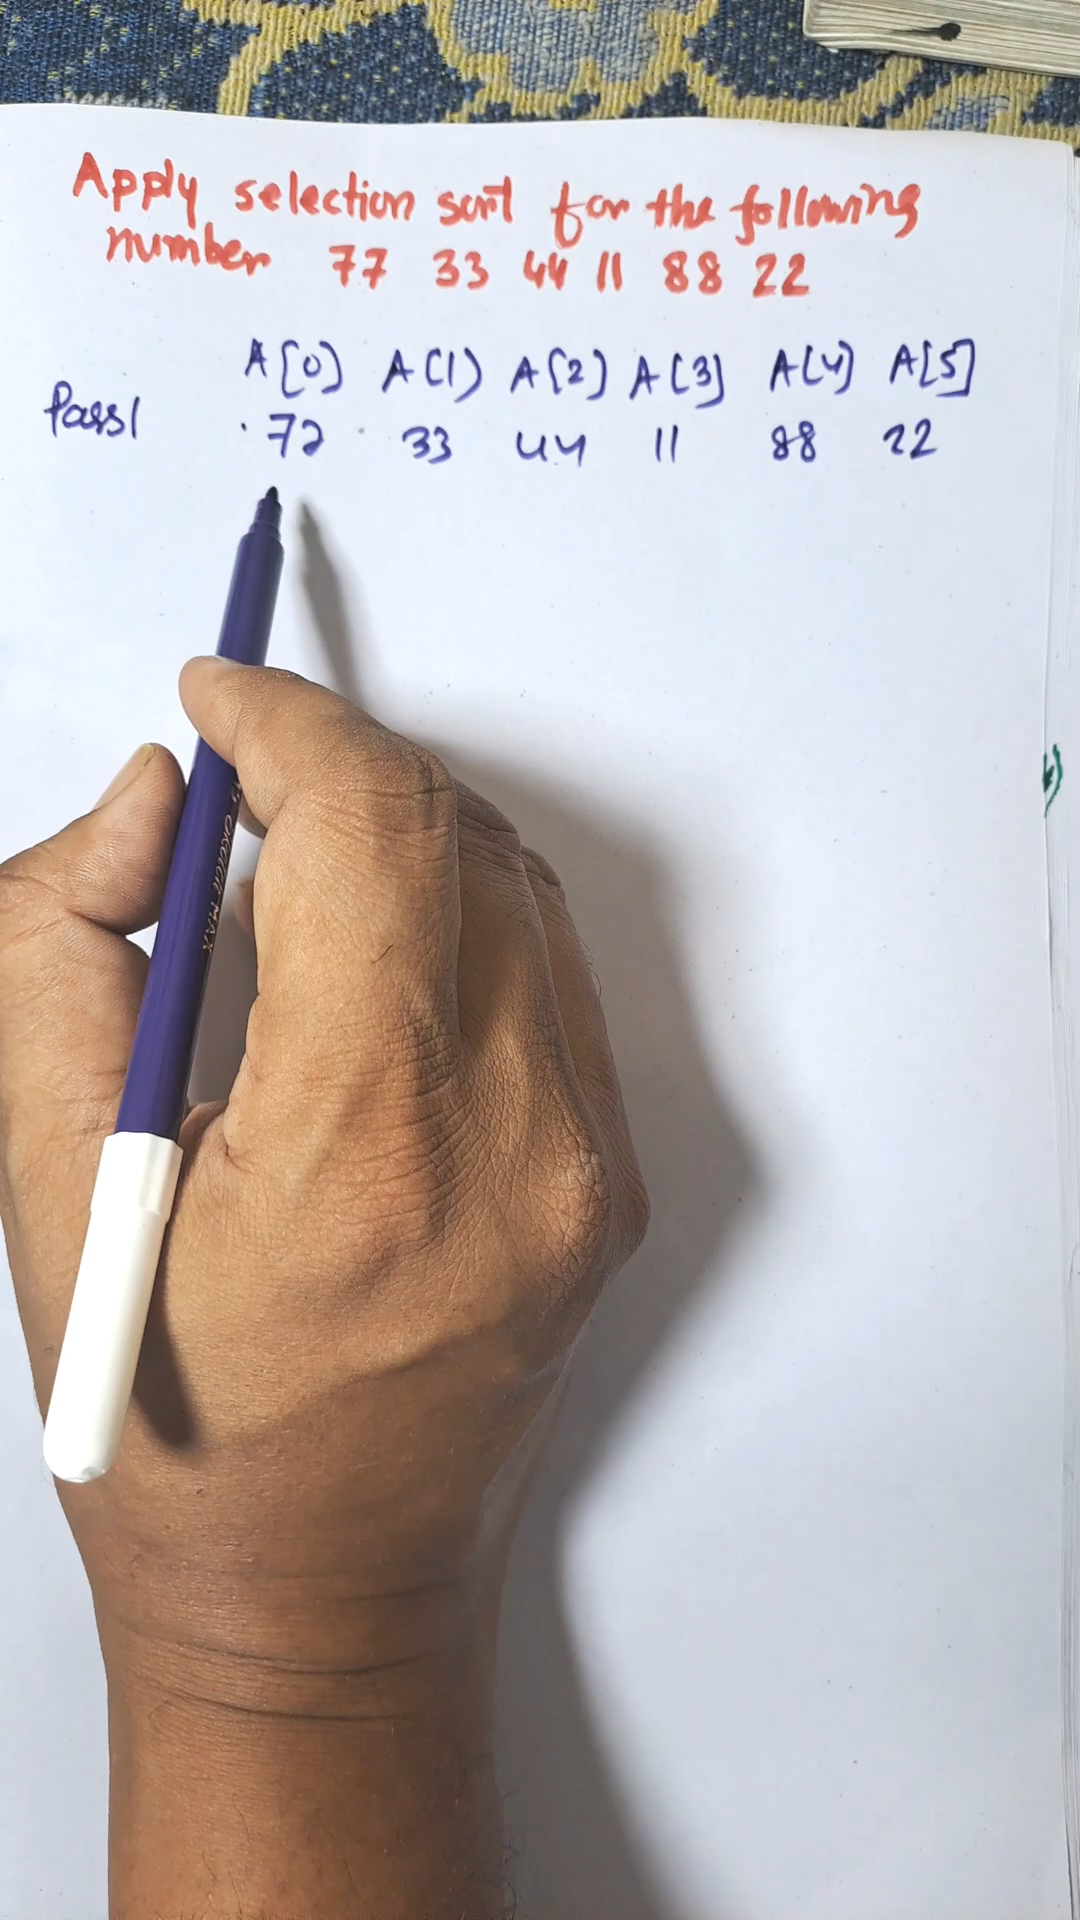 Apply selection sort for the following
number 77 33 44 11 88 22
A[0] A[1) A[2) A[3] A[4] A[5]
Pass1 72 33 44 11 88 22